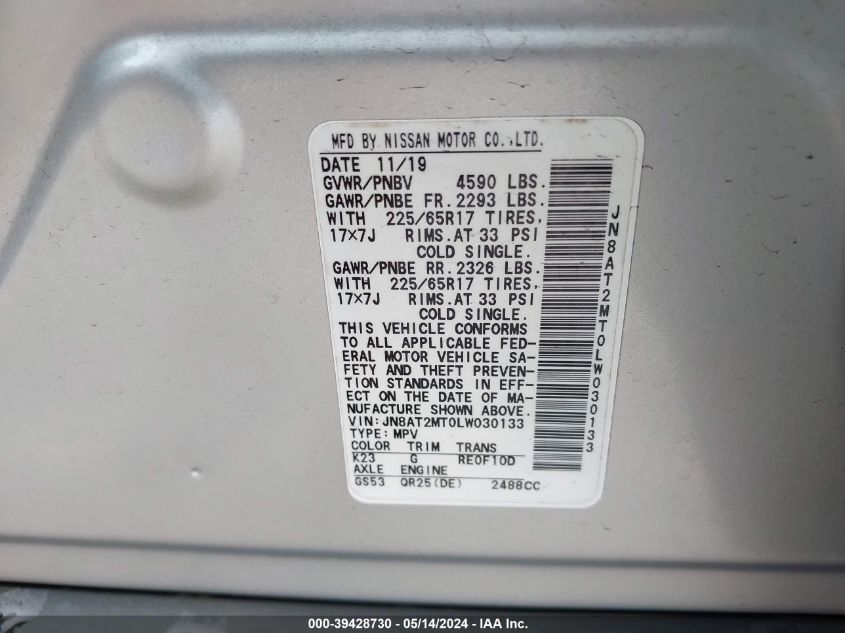 MFD BY NISSAN MOTOR CO.,LTD.
DATE 11/19
GVWR/PNBV 4590 LBS.
GAWR/PNBE FR. 2293 LBS.
WITH 225/65R17 TIRES,
17×7J RIMS. AT 33 PSI
COLD SINGLE.
GAWR/PNBE RR. 2326 LBS.
WITH 225/65R17 TIRES,
17×7J RIMS. AT 33 PSI
COLD SINGLE.
THIS VEHICLE CONFORMS
TO ALL APPLICABLE FED-
ERAL MOTOR VEHICLE SA-
FETY AND THEFT PREVEN-
TION STANDARDS IN EFF-
ECT ON THE DATE OF MA-
NUFACTURE SHOWN ABOVE.
VIN: JN8AT2MT0LW030133
TYPE: MPV
COLOR TRIM TRANS
K23 G RE0F10D
AXLE ENGINE
GS53 QR25(DE) 2488CC
JN8AT2MT0LW030133
000-39428730 - 05/14/2024 - IAA Inc.